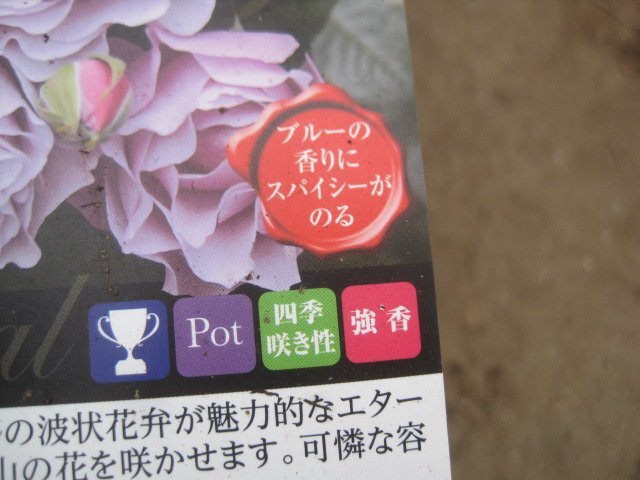 ブルーの
香りに
スパイシーが
のる
al
Pot
四季
咲き性
強香
の波状花弁が魅力的なエター
山の花を咲かせます。可憐な容